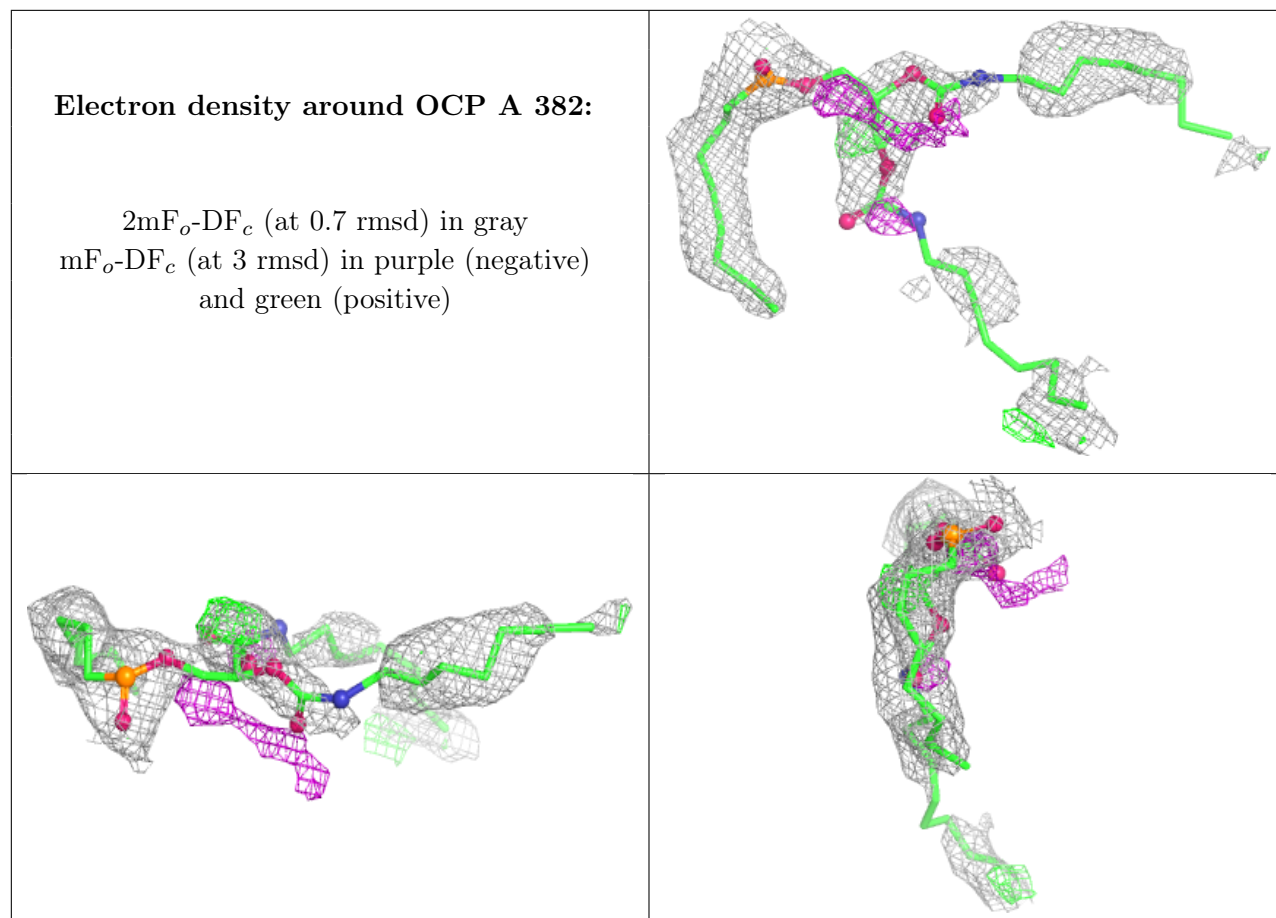 Electron density around OCP A 382:
2mFo-DFc (at 0.7 rmsd) in gray
mFo-DFc (at 3 rmsd) in purple (negative)
and green (positive)